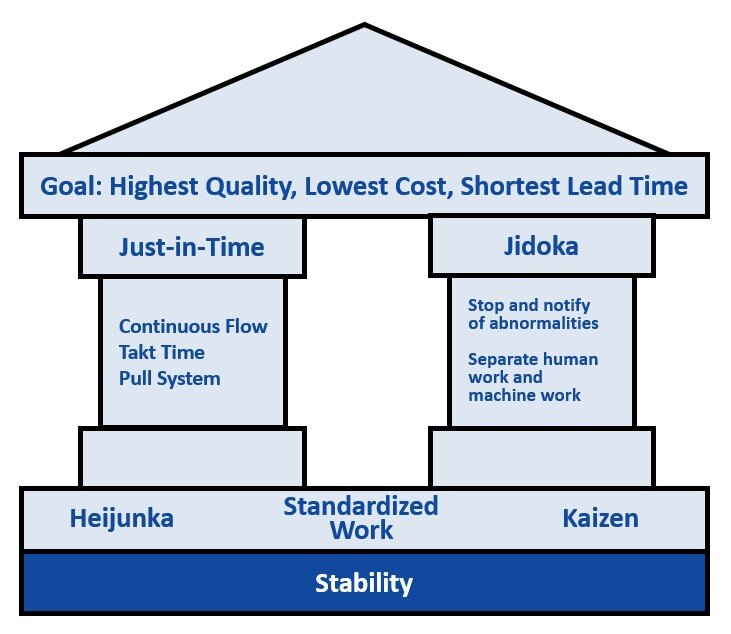 Goal: Highest Quality, Lowest Cost, Shortest Lead Time
Just-in-Time
Continuous Flow
Takt Time
Pull System
Jidoka
Stop and notify
of abnormalities
Separate human
work and
machine work
Heijunka
Standardized
Work
Kaizen
Stability